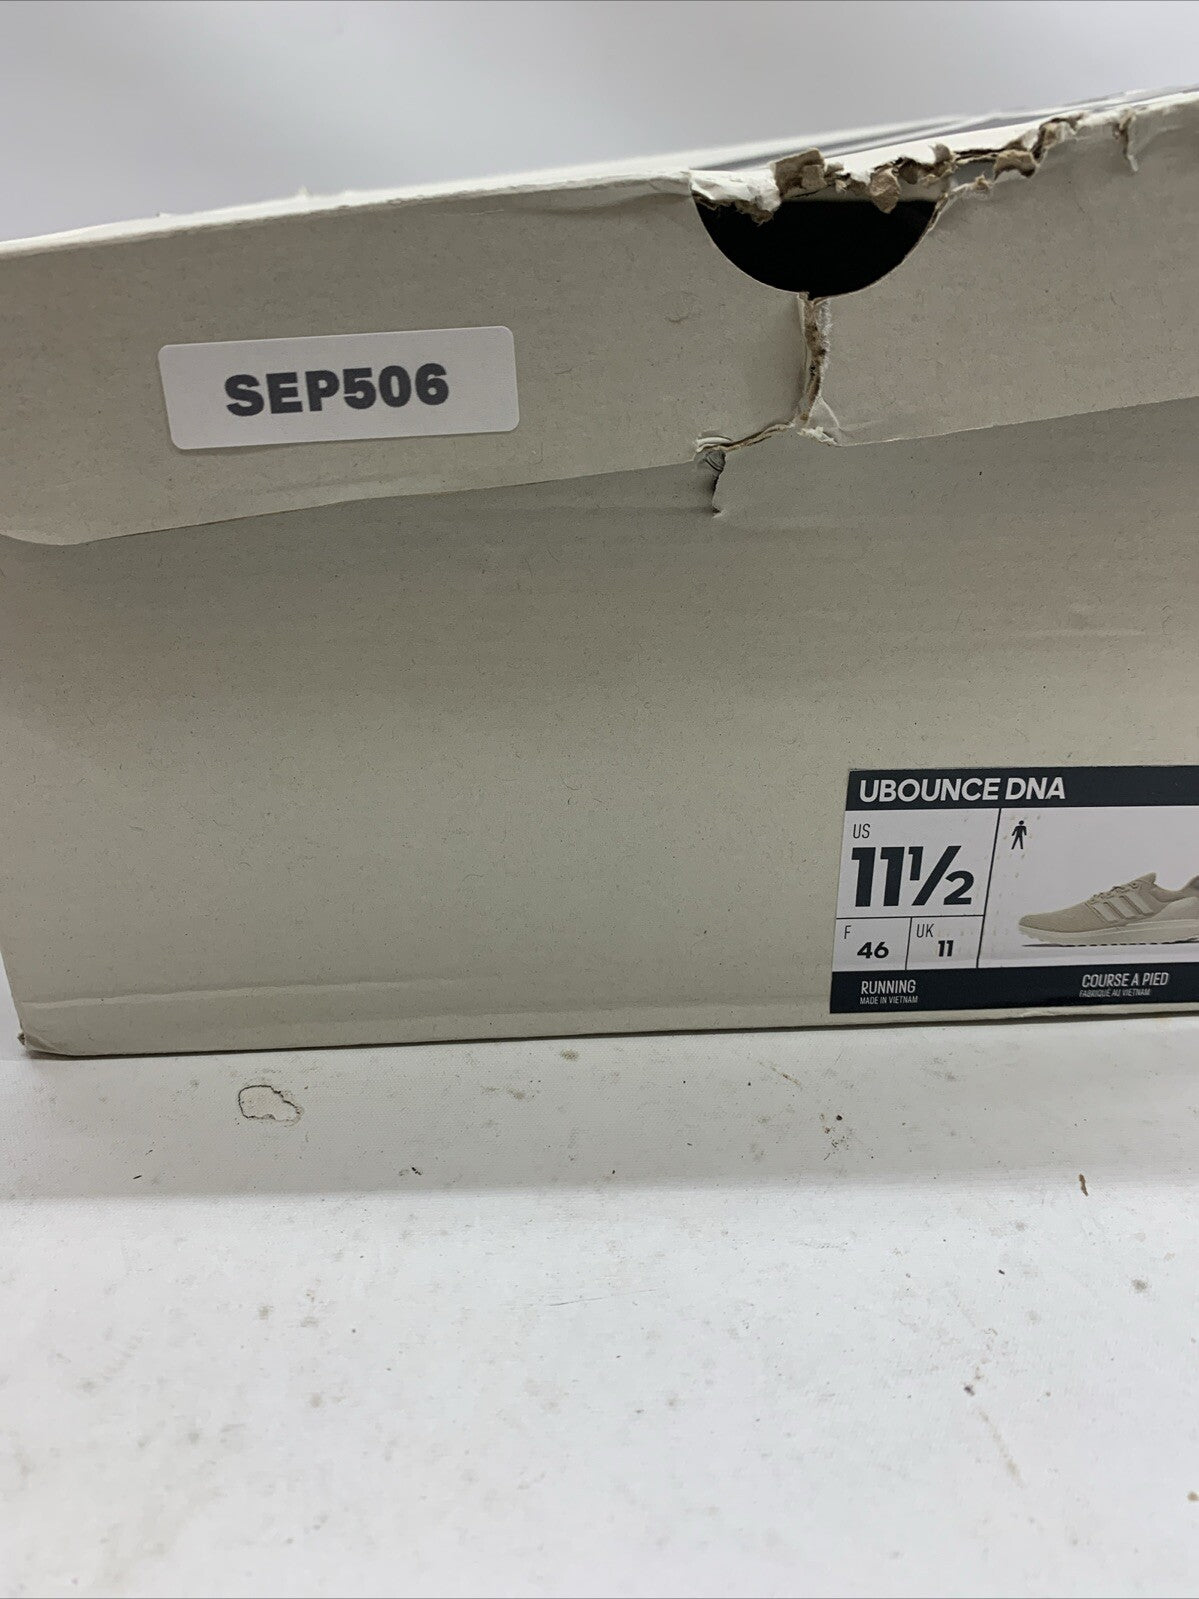 SEP506
UBOUNCE DNA
US
11½
F
46
UK
11
RUNNING
MADE IN VIETNAM
COURSE A PIED
FABRIQUÉ AU VIETNAM